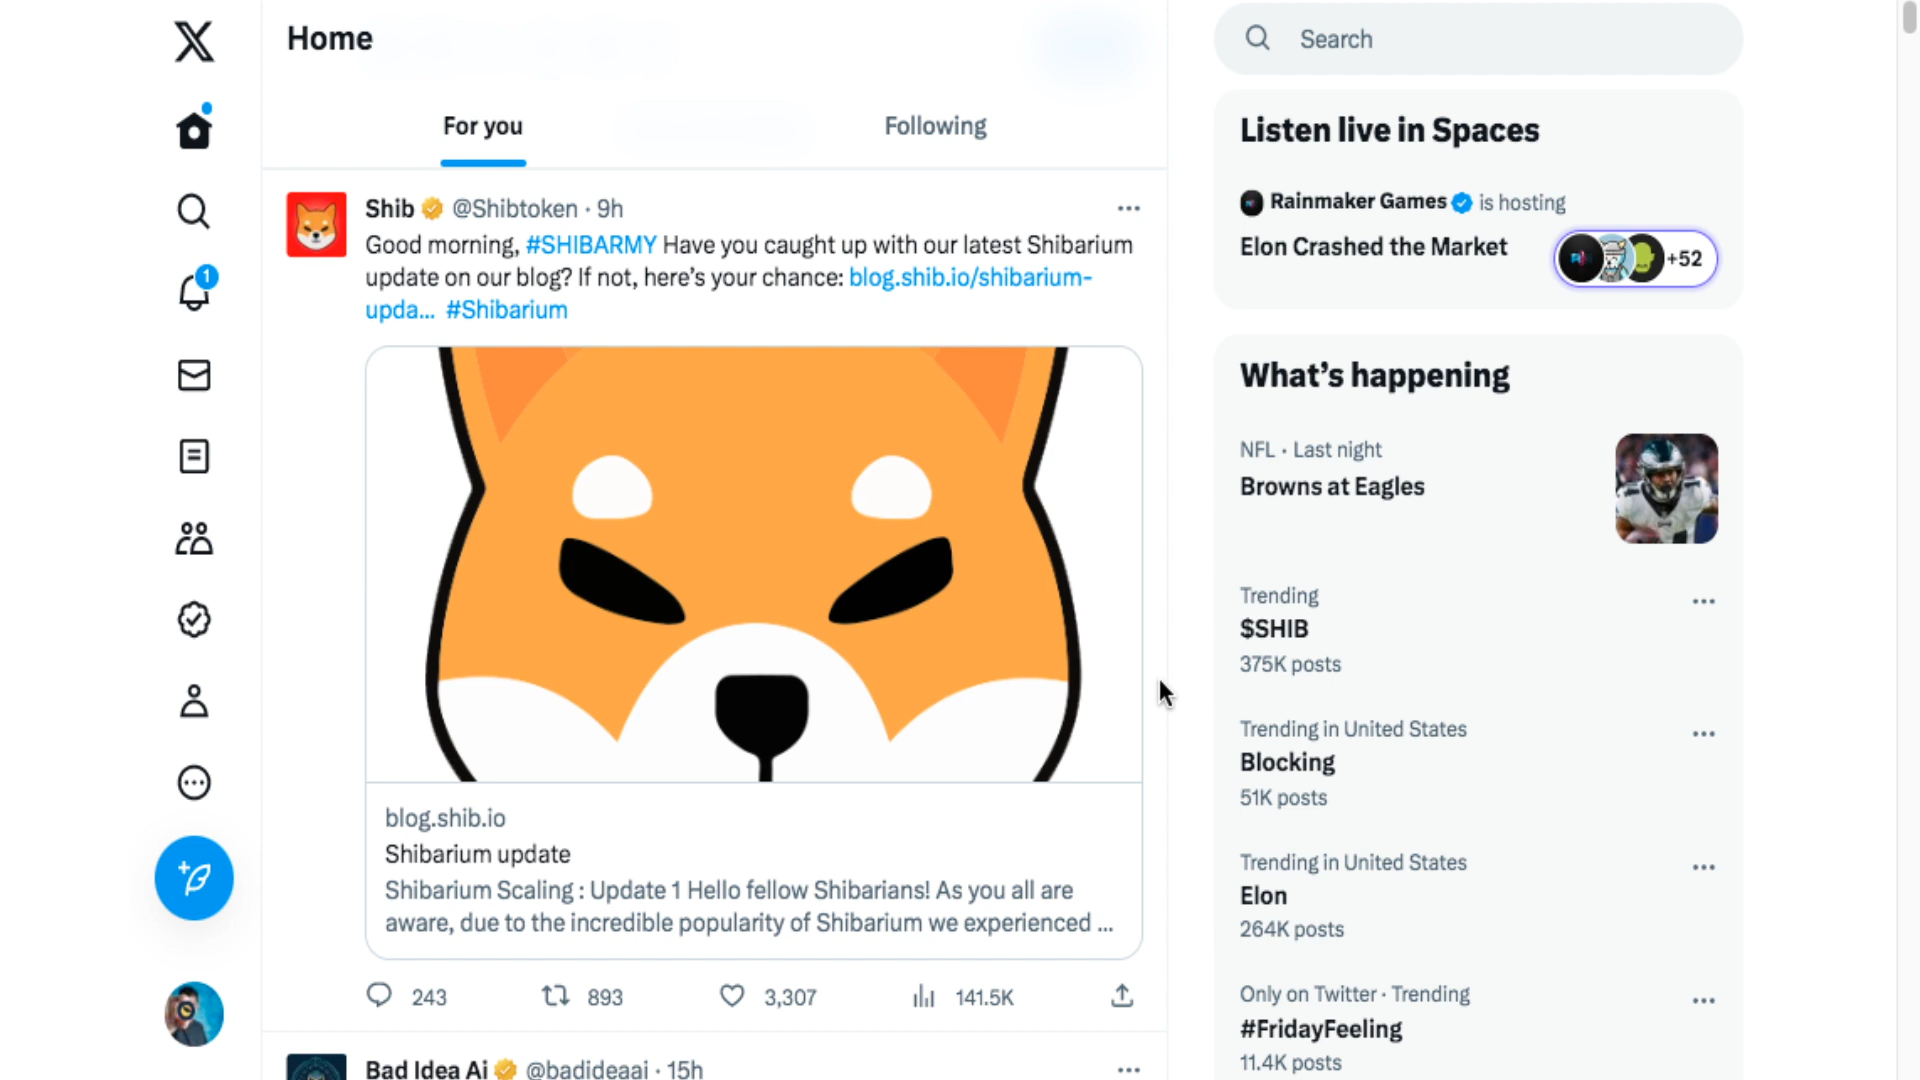 Home
For you
Following
1
Shib @Shibtoken · 9h
Good morning, #SHIBARMY Have you caught up with our latest Shibarium
update on our blog? If not, here's your chance: blog.shib.io/shibarium-
upda... #Shibarium
blog.shib.io
Shibarium update
Shibarium Scaling : Update 1 Hello fellow Shibarians! As you all are
aware, due to the incredible popularity of Shibarium we experienced ...
243 893 3,307 141.5K
Bad Idea Ai @badideaai · 15h
Search
Listen live in Spaces
Rainmaker Games is hosting
Elon Crashed the Market
+52
What's happening
NFL · Last night
Browns at Eagles
Trending
$SHIB
375K posts
Trending in United States
Blocking
51K posts
Trending in United States
Elon
264K posts
Only on Twitter · Trending
#FridayFeeling
11.4K posts